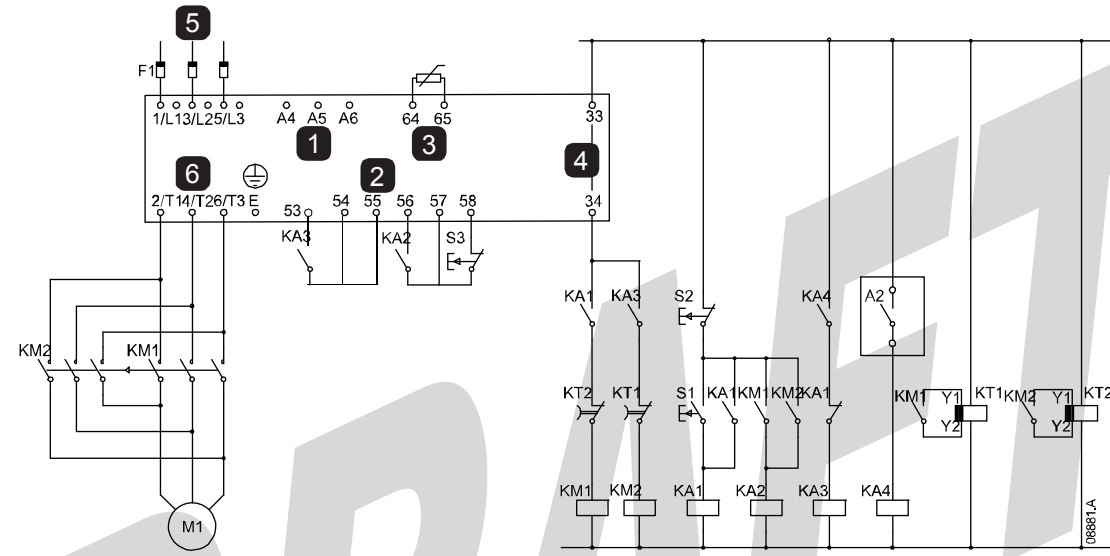 5
F1
1/L1 3/L2 5/L3 A4 A5 A6 64 65 33
1 3
4
6 2
2/T1 4/T2 6/T3 E 53 54 55 56 57 58 34
KA3 KA2 S3
KA1 KA3 S2 KA4 A2
KM2 KM1
KT2 KT1 S1 KA1 KM1 KM2 KA1 KM1 Y1 KT1 KM2 Y1 KT2
Y2 Y2
KM1 KM2 KA1 KA2 KA3 KA4
M1
08881.A
DRAFT